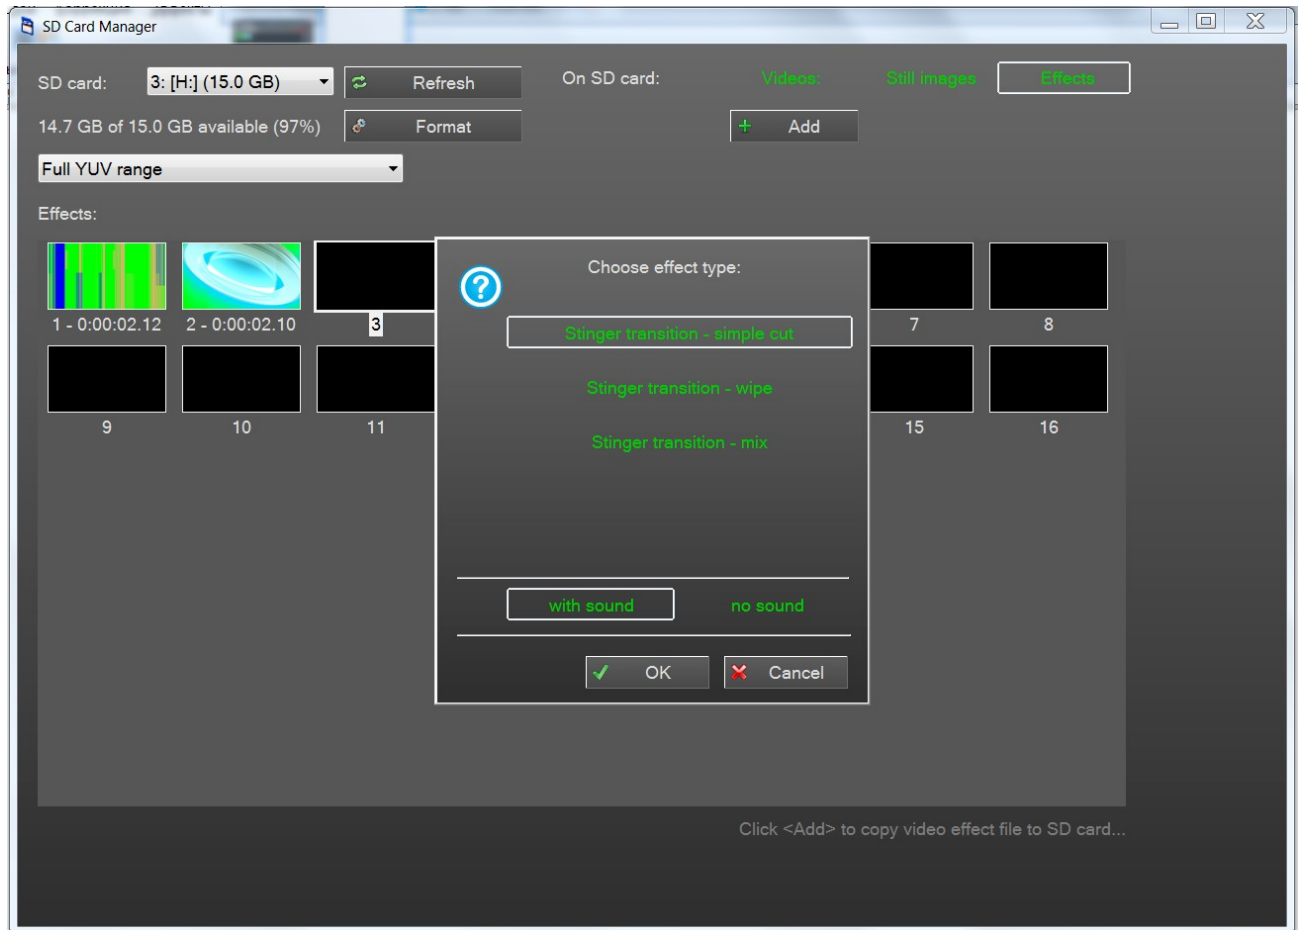 SD Card Manager
SD card: 3: [H:] (15.0 GB) Refresh On SD card: Videos: Still images Effects
14.7 GB of 15.0 GB available (97%) Format Add
Full YUV range
Effects:
Choose effect type:
Stinger transition - simple cut
Stinger transition - wipe
Stinger transition - mix
with sound no sound
OK Cancel
1 - 0:00:02.12 2 - 0:00:02.10 3 7 8
9 10 11 15 16
Click <Add> to copy video effect file to SD card...